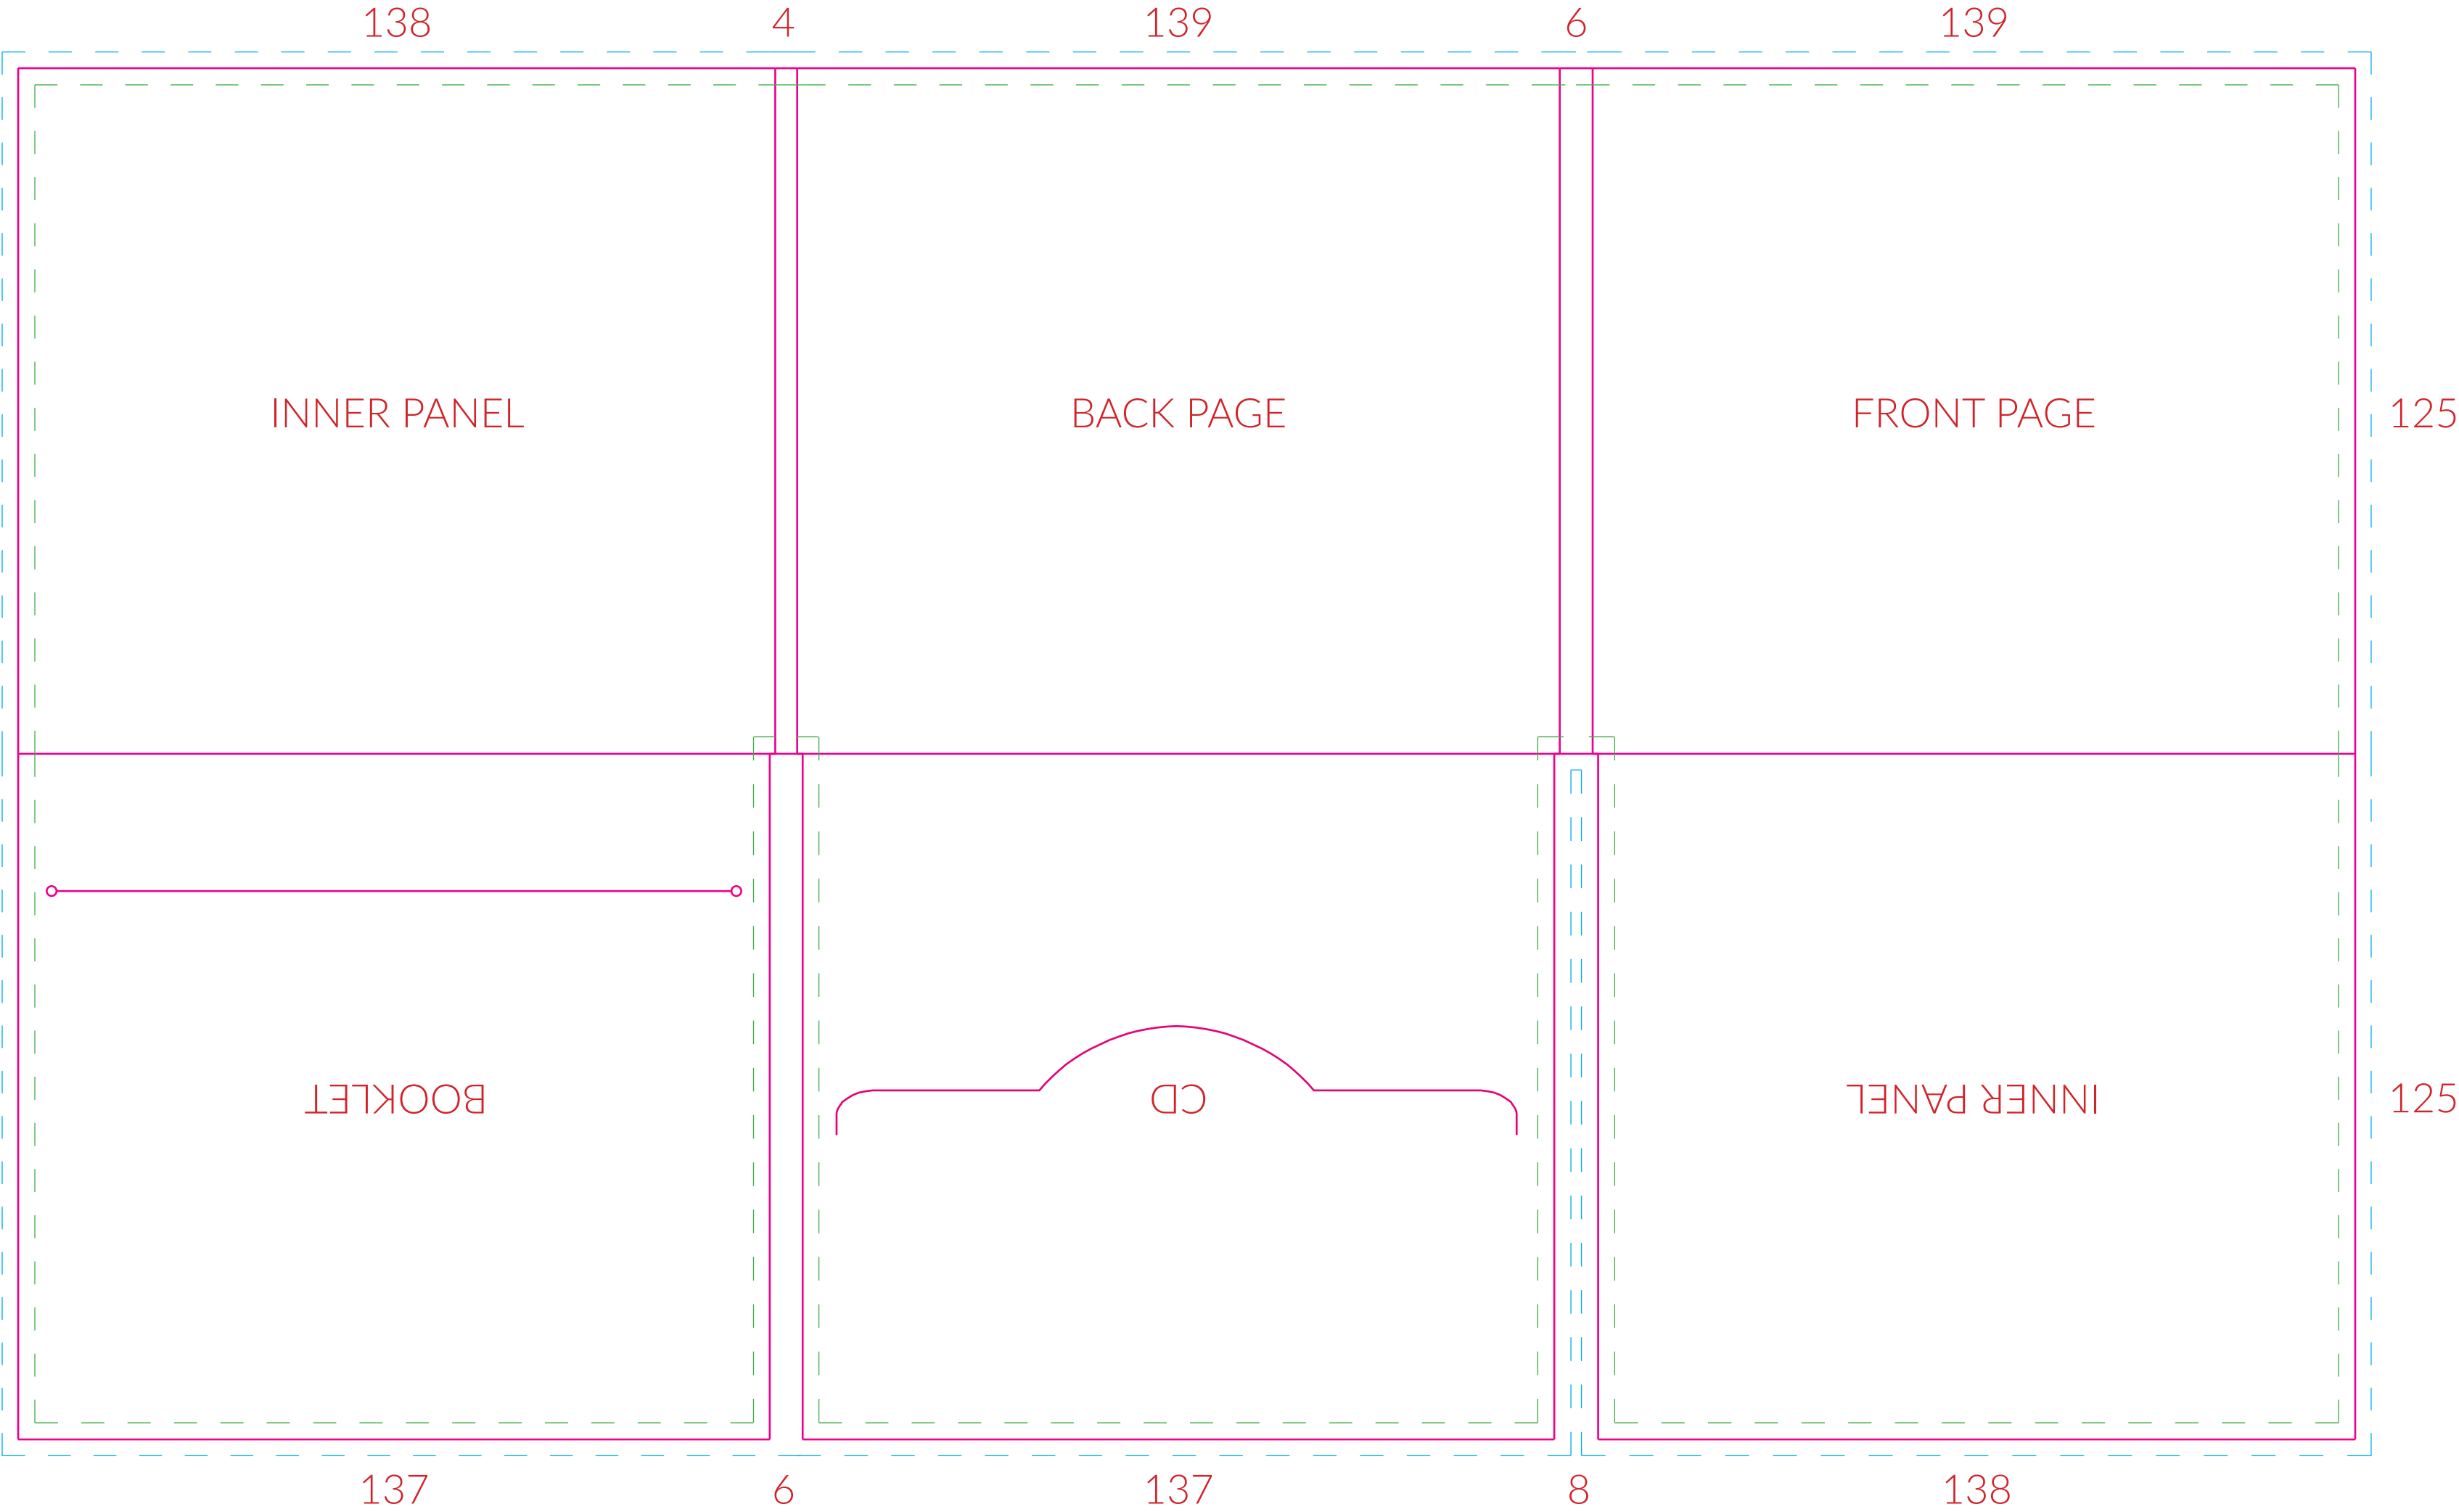 138 4 139 6 139
INNER PANEL BACK PAGE FRONT PAGE 125
BOOKLET CD INNER PANEL 125
137 6 137 8 138